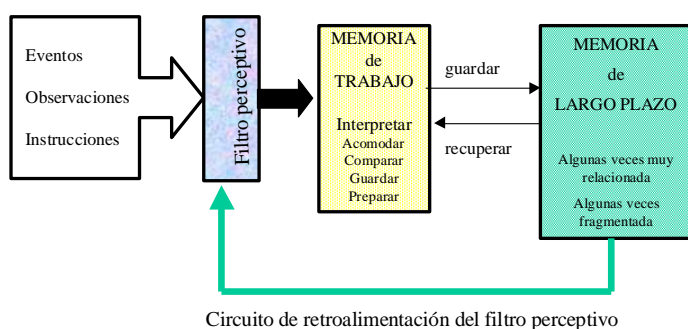 Eventos
Observaciones
Instrucciones
Filtro perceptivo
MEMORIA
de
TRABAJO
Interpretar
Acomodar
Comparar
Guardar
Preparar
guardar
recuperar
MEMORIA
de
LARGO PLAZO
Algunas veces muy
relacionada
Algunas veces
fragmentada
Circuito de retroalimentación del filtro perceptivo